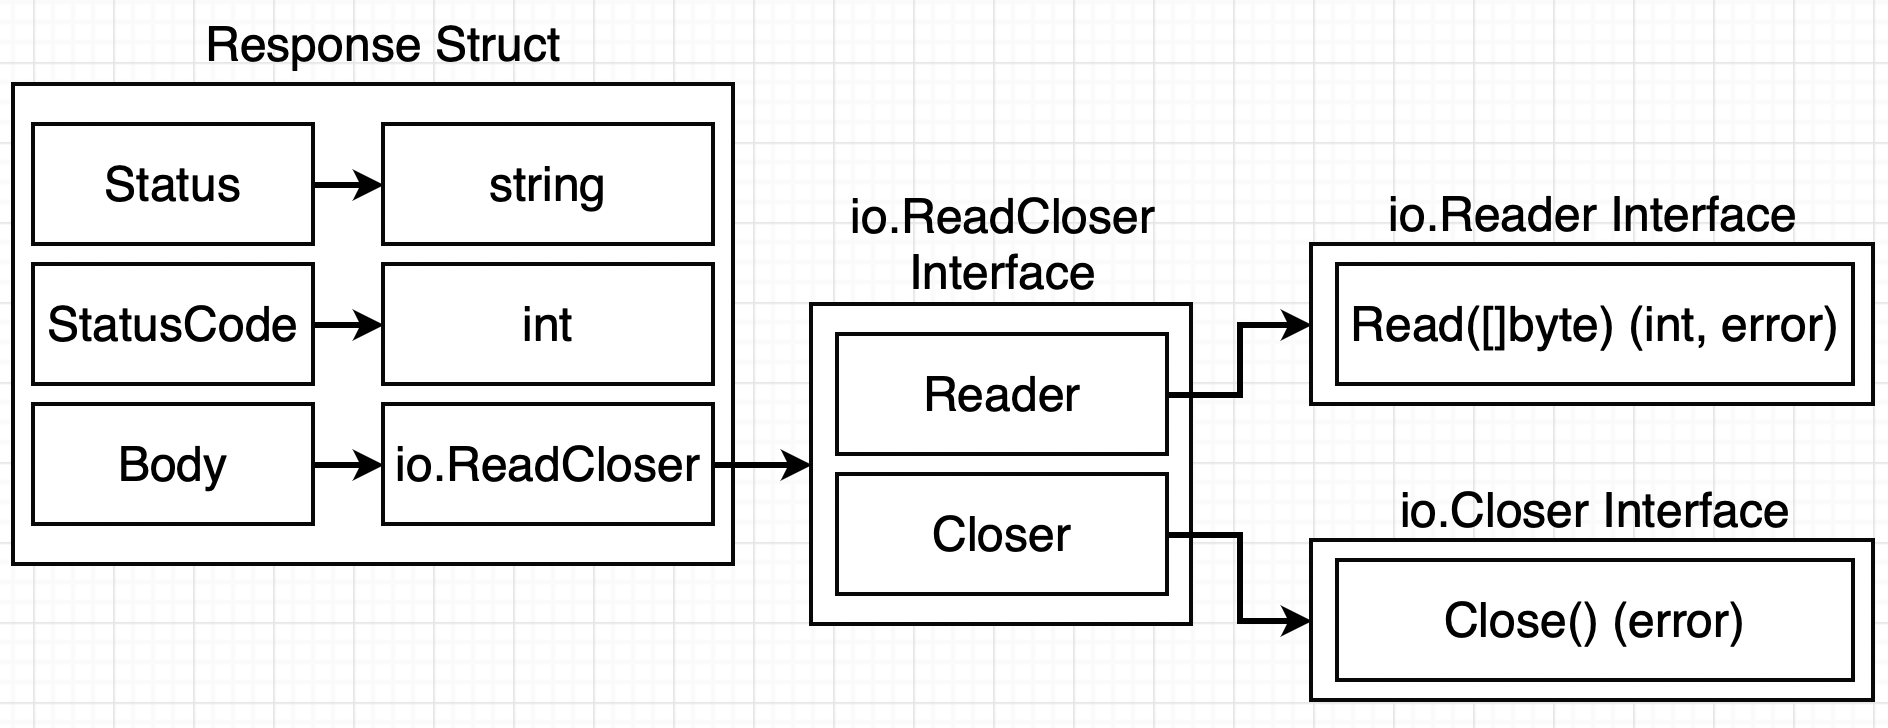 Response Struct
Status
string
StatusCode
int
Body
io.ReadCloser
io.ReadCloser
Interface
Reader
Closer
io.Reader Interface
Read([]byte) (int, error)
io.Closer Interface
Close() (error)